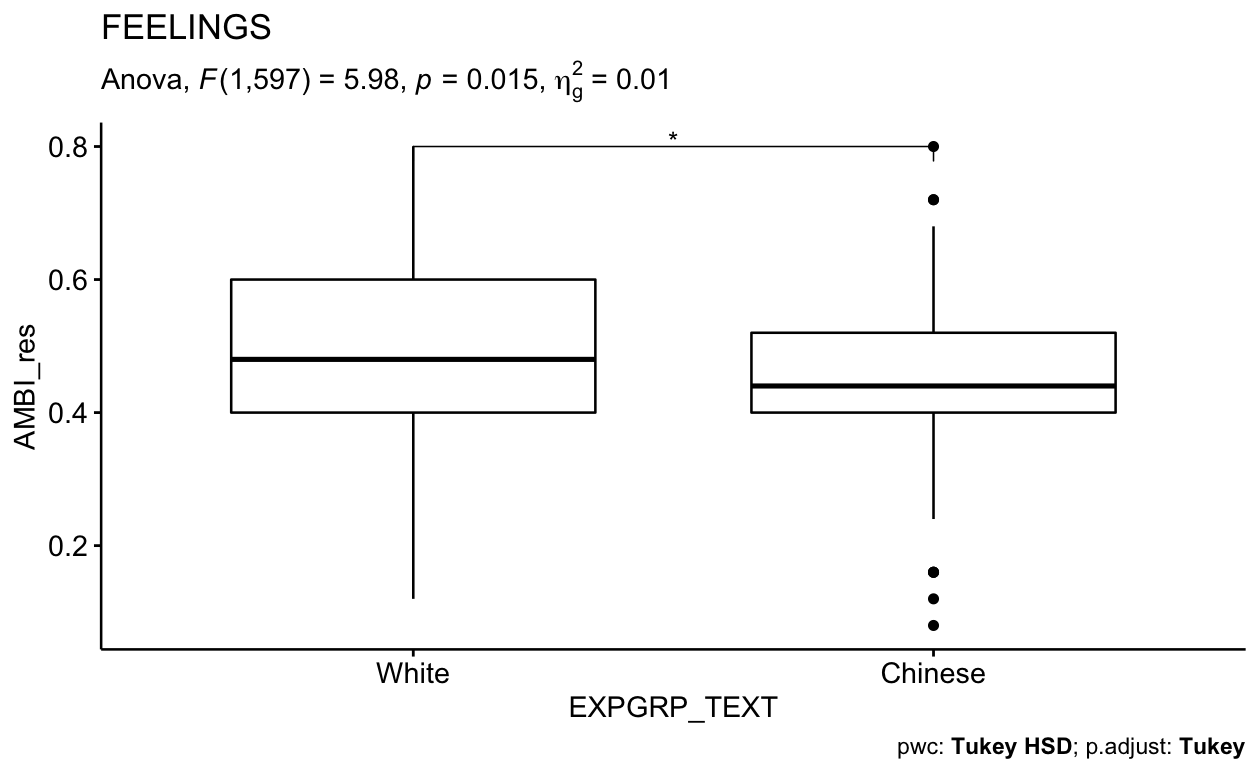 FEELINGS
Anova, F(1,597) = 5.98, p = 0.015, η²g = 0.01
*
0.8
0.6
0.4
0.2
AMBI_res
White Chinese
EXPGRP_TEXT
pwc: Tukey HSD; p.adjust: Tukey